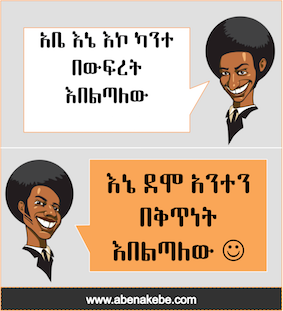 አቤ እኔ እኮ ካንተ
በውፍረት
እበልጣለው
እኔ ደሞ አንተን
በቅጥነት
እበልጣለው ☺
www.abenakebe.com